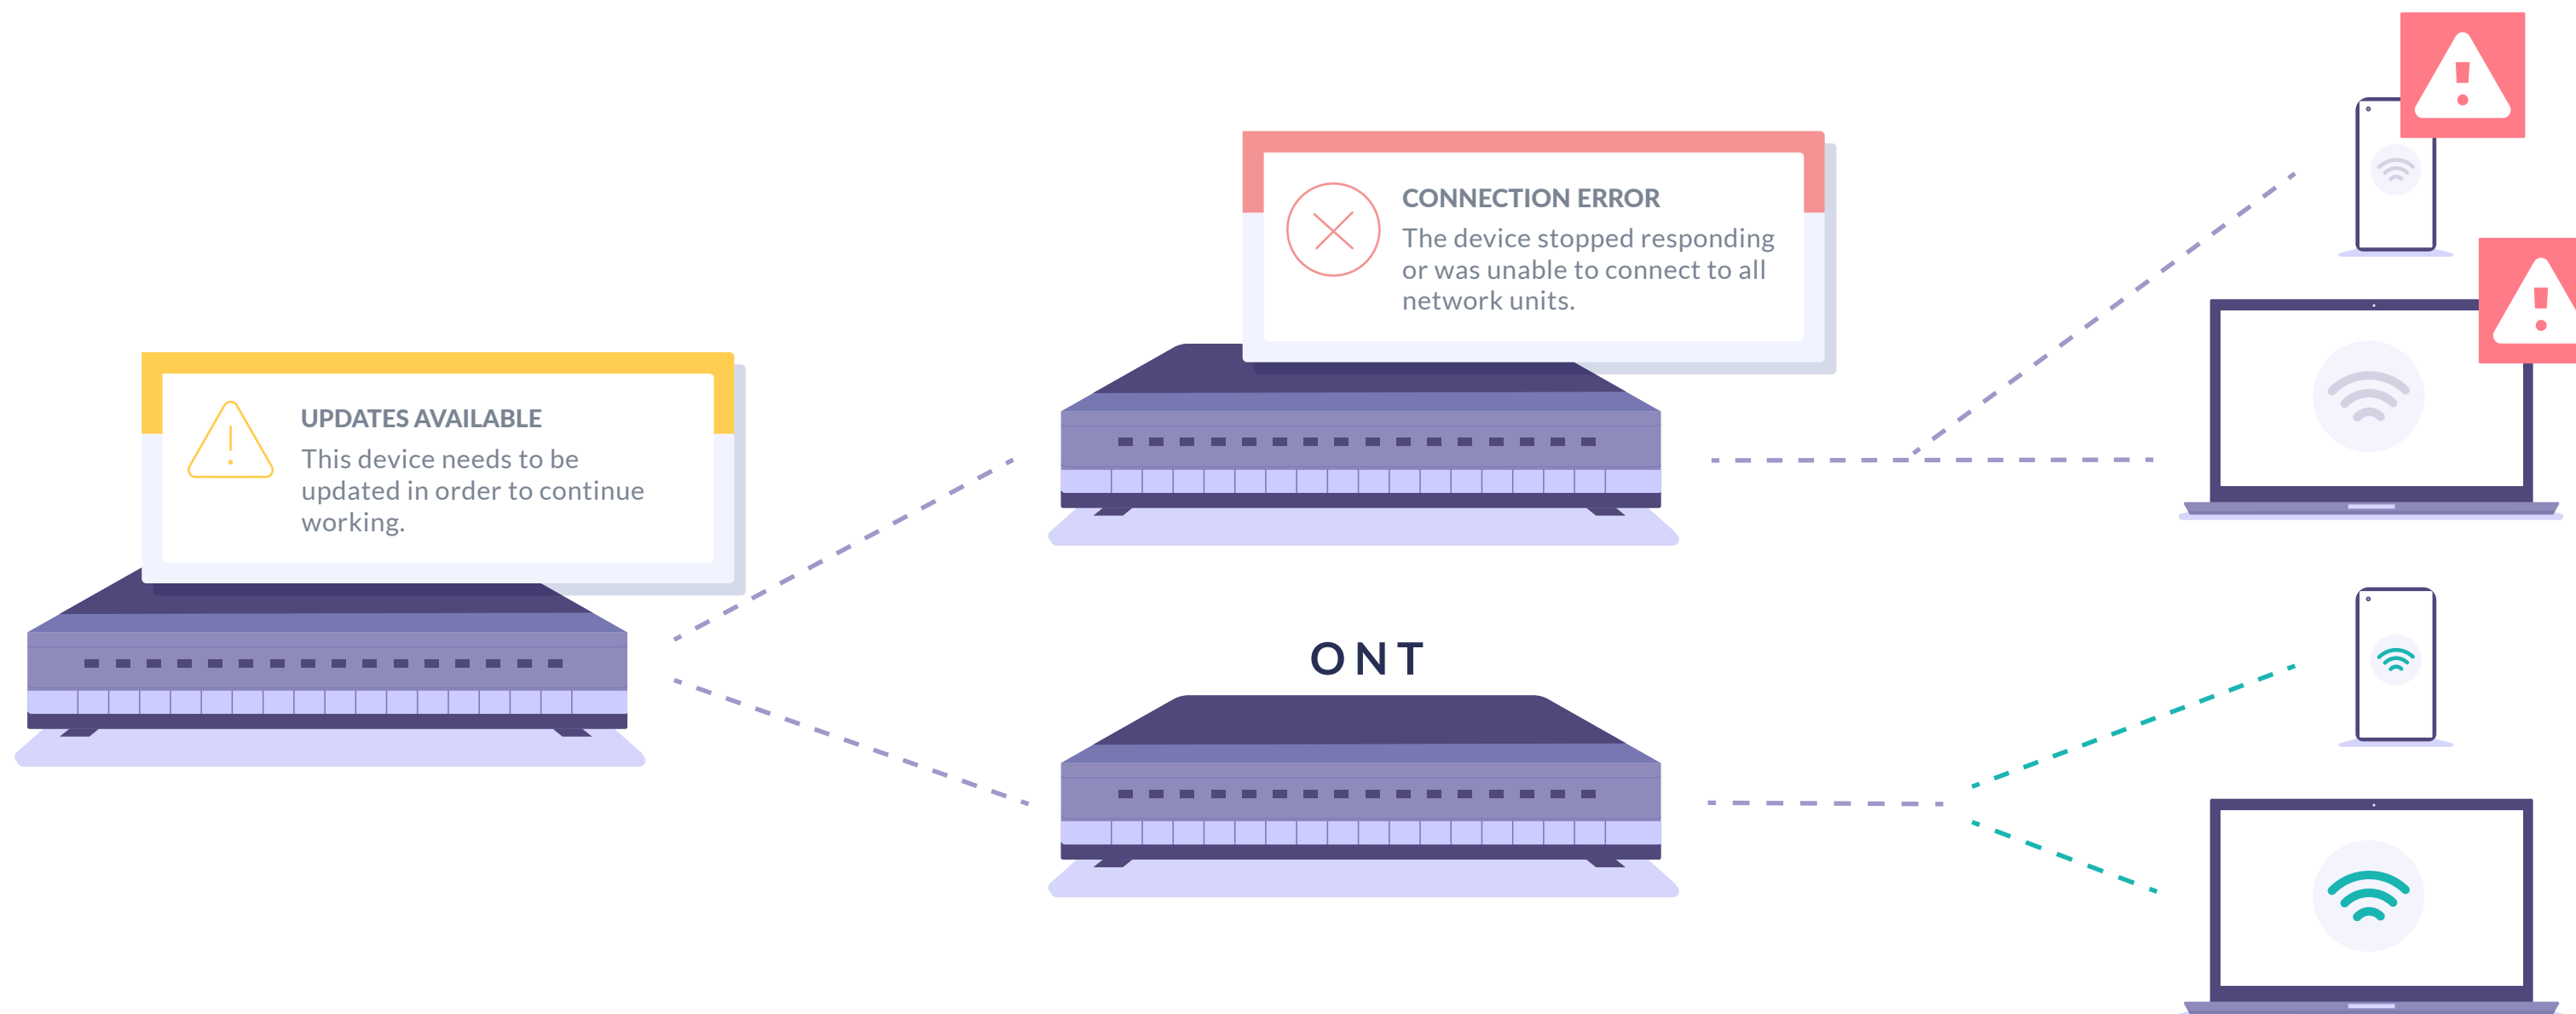 CONNECTION ERROR
The device stopped responding
or was unable to connect to all
network units.
UPDATES AVAILABLE
This device needs to be
updated in order to continue
working.
ONT